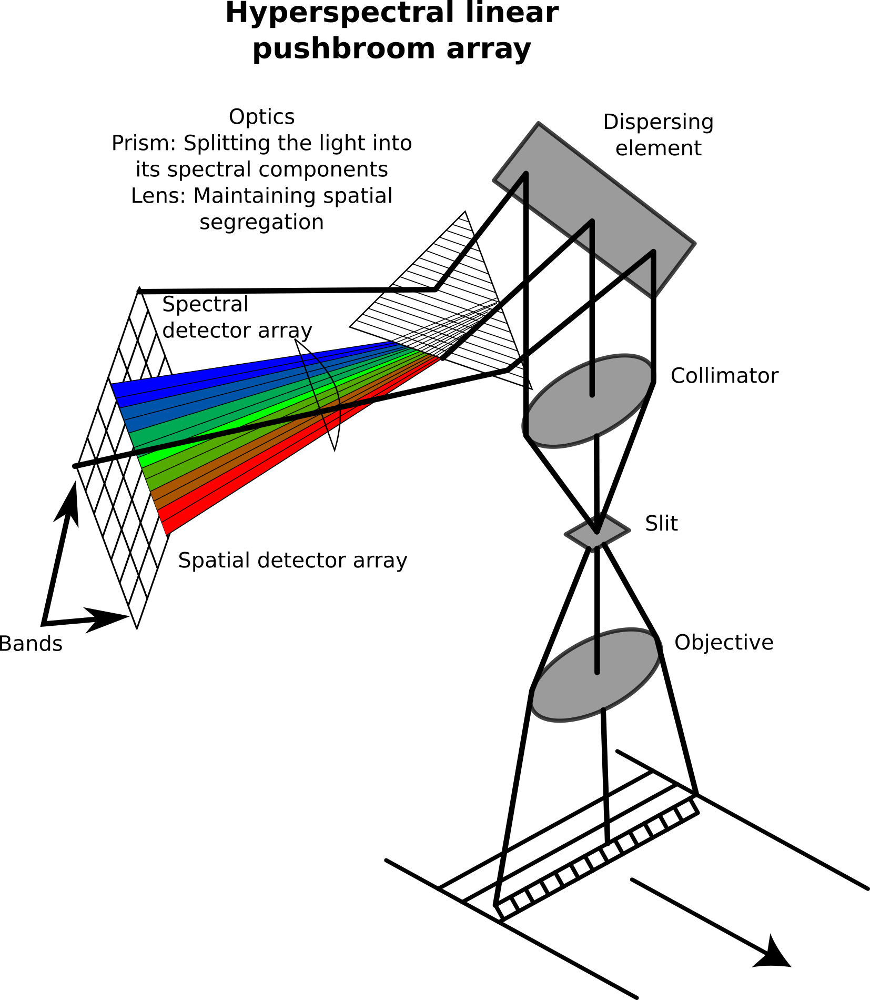 Hyperspectral linear
pushbroom array
Optics
Prism: Splitting the light into
its spectral components
Lens: Maintaining spatial
segregation
Dispersing
element
Spectral
detector array
Collimator
Slit
Spatial detector array
Bands
Objective